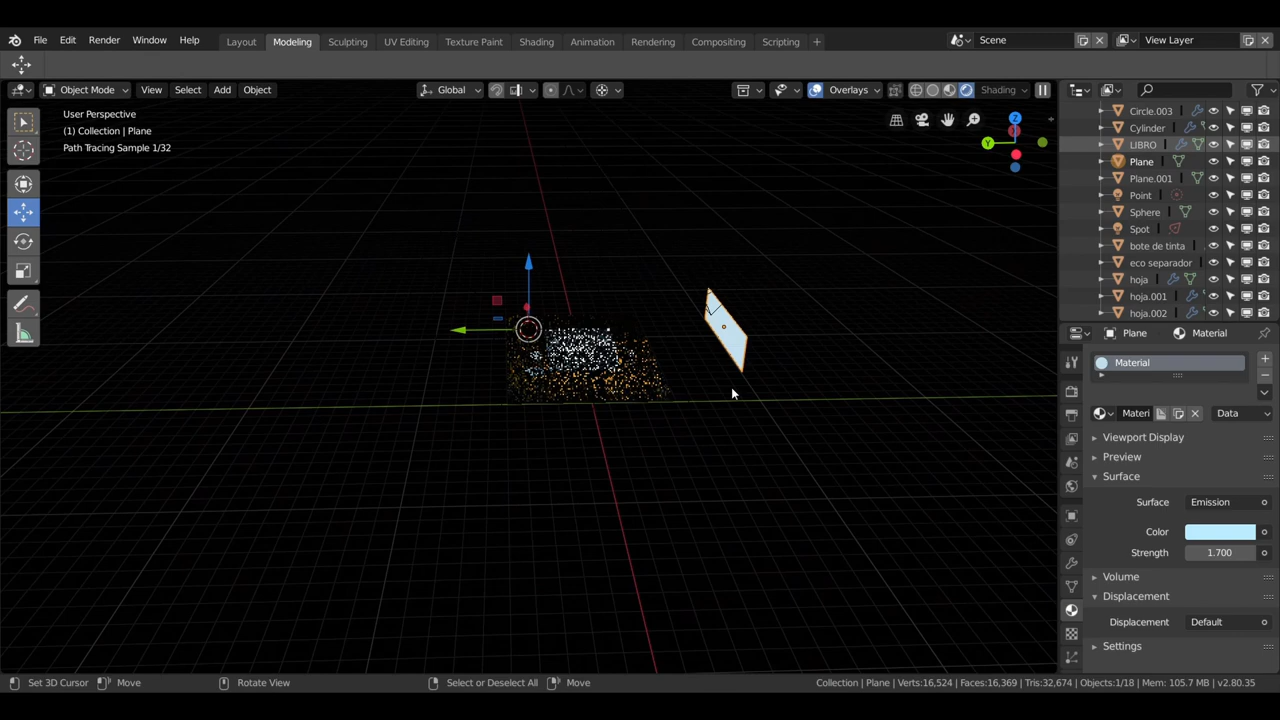 File Edit Render Window Help Layout Modeling Sculpting UV Editing Texture Paint Shading Animation Rendering Compositing Scripting + Scene View Layer
Object Mode View Select Add Object Global Overlays Shading
User Perspective
(1) Collection | Plane
Path Tracing Sample 1/32
Z
Y
Circle.003
Cylinder
LIBRO
Plane
Plane.001
Point
Sphere
Spot
bote de tinta
eco separador
hoja
hoja.001
hoja.002
Plane Material
Material
Materi Data
Viewport Display
Preview
Surface
Surface Emission
Color
Strength 1.700
Volume
Displacement
Displacement Default
Settings
Set 3D Cursor Move Rotate View Select or Deselect All Move Collection | Plane | Verts:16,524 | Faces:16,369 | Tris:32,674 | Objects:1/18 | Mem: 105.7 MB | v2.80.35